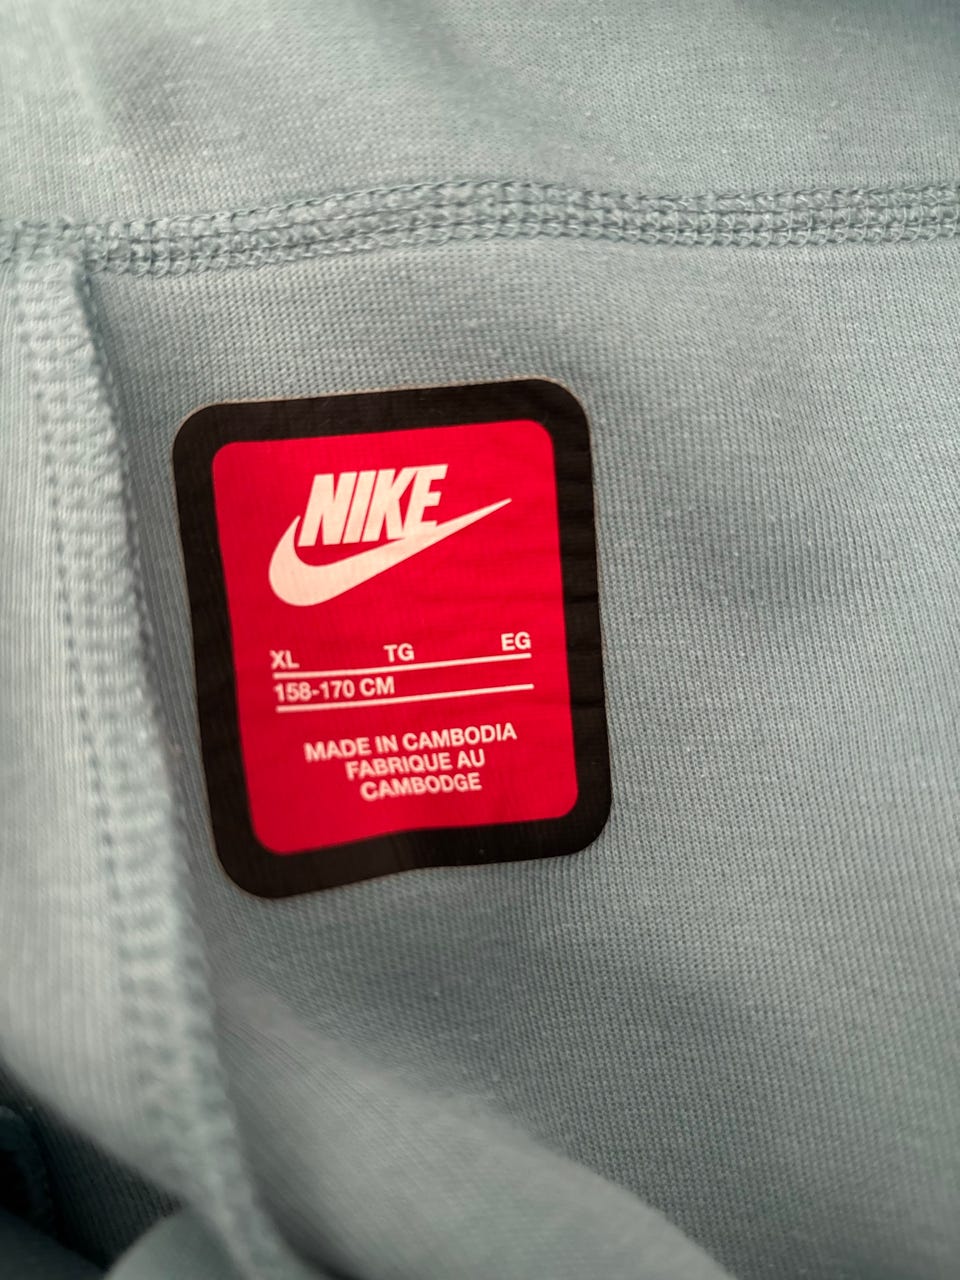 NIKE
XL TG EG
158-170 CM
MADE IN CAMBODIA
FABRIQUE AU
CAMBODGE